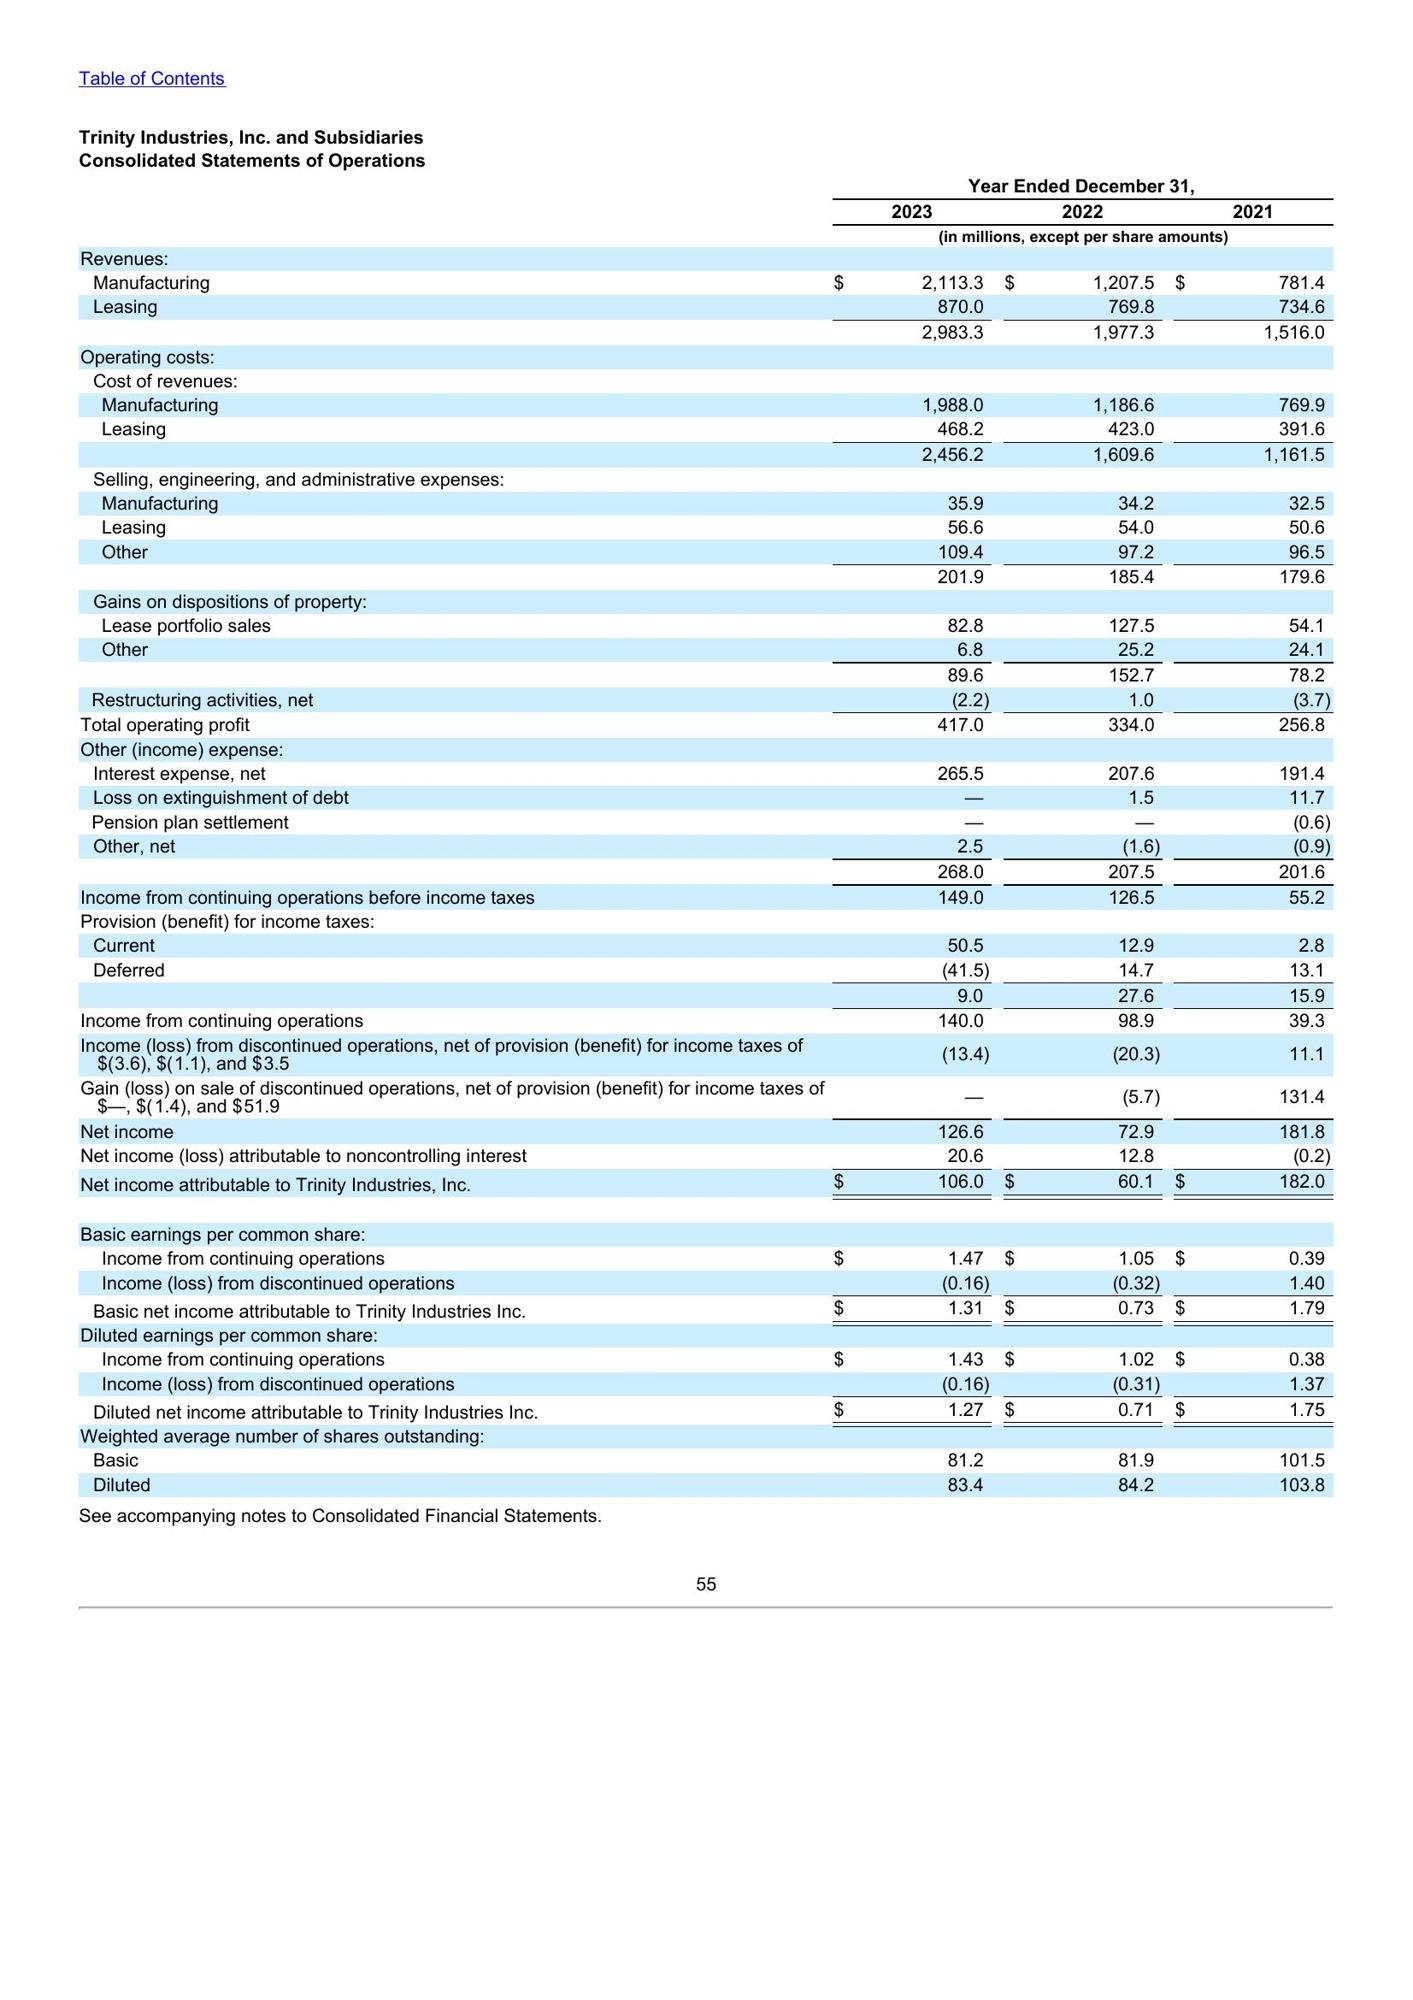 Table of Contents
Trinity Industries, Inc. and Subsidiaries
Consolidated Statements of Operations
Year Ended December 31,
2023 2022 2021
(in millions, except per share amounts)
Revenues:
Manufacturing $ 2,113.3 $ 1,207.5 $ 781.4
Leasing 870.0 769.8 734.6
2,983.3 1,977.3 1,516.0
Operating costs:
Cost of revenues:
Manufacturing 1,988.0 1,186.6 769.9
Leasing 468.2 423.0 391.6
2,456.2 1,609.6 1,161.5
Selling, engineering, and administrative expenses:
Manufacturing 35.9 34.2 32.5
Leasing 56.6 54.0 50.6
Other 109.4 97.2 96.5
201.9 185.4 179.6
Gains on dispositions of property:
Lease portfolio sales 82.8 127.5 54.1
Other 6.8 25.2 24.1
89.6 152.7 78.2
Restructuring activities, net (2.2) 1.0 (3.7)
Total operating profit 417.0 334.0 256.8
Other (income) expense:
Interest expense, net 265.5 207.6 191.4
Loss on extinguishment of debt — 1.5 11.7
Pension plan settlement — — (0.6)
Other, net 2.5 (1.6) (0.9)
268.0 207.5 201.6
Income from continuing operations before income taxes 149.0 126.5 55.2
Provision (benefit) for income taxes:
Current 50.5 12.9 2.8
Deferred (41.5) 14.7 13.1
9.0 27.6 15.9
Income from continuing operations 140.0 98.9 39.3
Income (loss) from discontinued operations, net of provision (benefit) for income taxes of
$(3.6), $(1.1), and $3.5 (13.4) (20.3) 11.1
Gain (loss) on sale of discontinued operations, net of provision (benefit) for income taxes of
$—, $(1.4), and $51.9 — (5.7) 131.4
Net income 126.6 72.9 181.8
Net income (loss) attributable to noncontrolling interest 20.6 12.8 (0.2)
Net income attributable to Trinity Industries, Inc. $ 106.0 $ 60.1 $ 182.0
Basic earnings per common share:
Income from continuing operations $ 1.47 $ 1.05 $ 0.39
Income (loss) from discontinued operations (0.16) (0.32) 1.40
Basic net income attributable to Trinity Industries Inc. $ 1.31 $ 0.73 $ 1.79
Diluted earnings per common share:
Income from continuing operations $ 1.43 $ 1.02 $ 0.38
Income (loss) from discontinued operations (0.16) (0.31) 1.37
Diluted net income attributable to Trinity Industries Inc. $ 1.27 $ 0.71 $ 1.75
Weighted average number of shares outstanding:
Basic 81.2 81.9 101.5
Diluted 83.4 84.2 103.8
See accompanying notes to Consolidated Financial Statements.
55